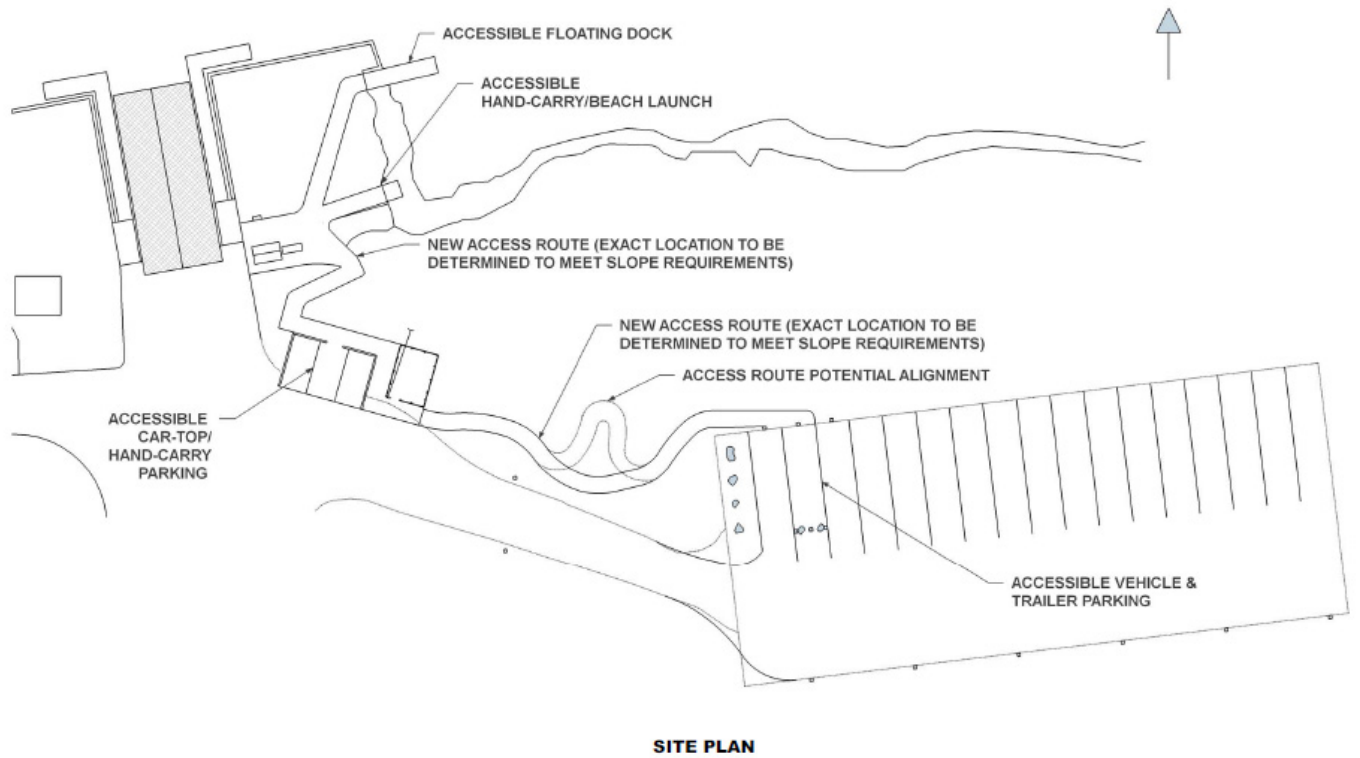 ACCESSIBLE FLOATING DOCK
ACCESSIBLE
HAND-CARRY/BEACH LAUNCH
NEW ACCESS ROUTE (EXACT LOCATION TO BE
DETERMINED TO MEET SLOPE REQUIREMENTS)
NEW ACCESS ROUTE (EXACT LOCATION TO BE
DETERMINED TO MEET SLOPE REQUIREMENTS)
ACCESS ROUTE POTENTIAL ALIGNMENT
ACCESSIBLE
CAR-TOP/
HAND-CARRY
PARKING
ACCESSIBLE VEHICLE &
TRAILER PARKING
SITE PLAN